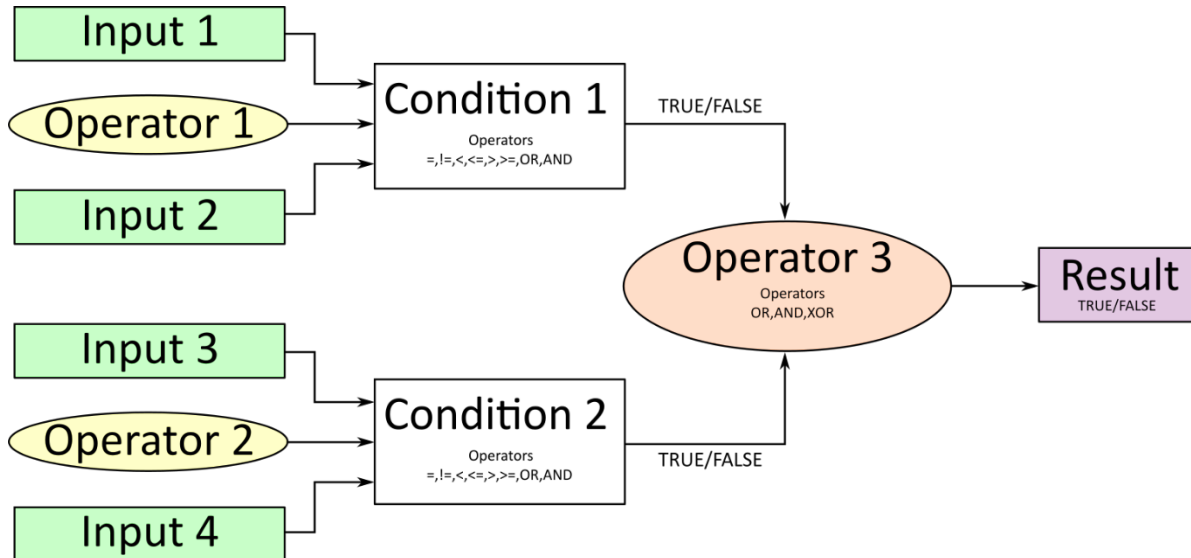 Input 1
Operator 1
Input 2
Condition 1
Operators
=,!=,<,<=,>,>=,OR,AND
TRUE/FALSE
Operator 3
Operators
OR,AND,XOR
Result
TRUE/FALSE
Input 3
Operator 2
Input 4
Condition 2
Operators
=,!=,<,<=,>,>=,OR,AND
TRUE/FALSE